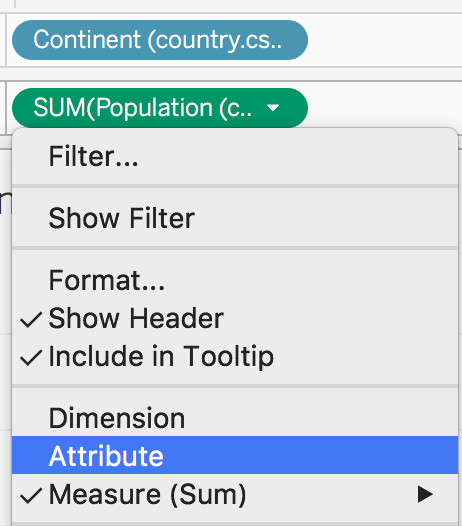 Continent (country.cs..
SUM(Population (c..
Filter...
Show Filter
Format...
Show Header
Include in Tooltip
Dimension
Attribute
Measure (Sum)